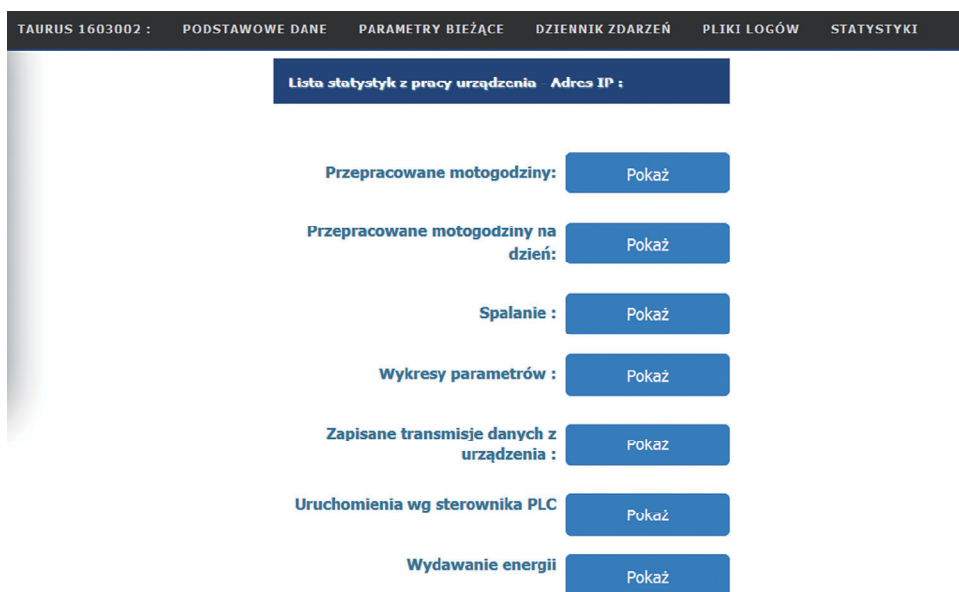 TAURUS 1603002 : PODSTAWOWE DANE PARAMETRY BIEŻĄCE DZIENNIK ZDARZEŃ PLIKI LOGÓW STATYSTYKI
Lista statystyk z pracy urządzenia - Adres IP :
Przepracowane motogodziny: Pokaż
Przepracowane motogodziny na
dzień: Pokaż
Spalanie : Pokaż
Wykresy parametrów : Pokaż
Zapisane transmisje danych z
urządzenia : Pokaż
Uruchomienia wg sterownika PLC Pokaż
Wydawanie energii Pokaż